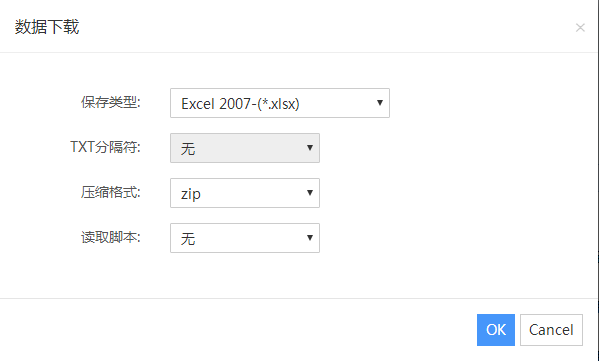 数据下载
保存类型: Excel 2007-(*.xlsx)
TXT分隔符: 无
压缩格式: zip
读取脚本: 无
OK Cancel